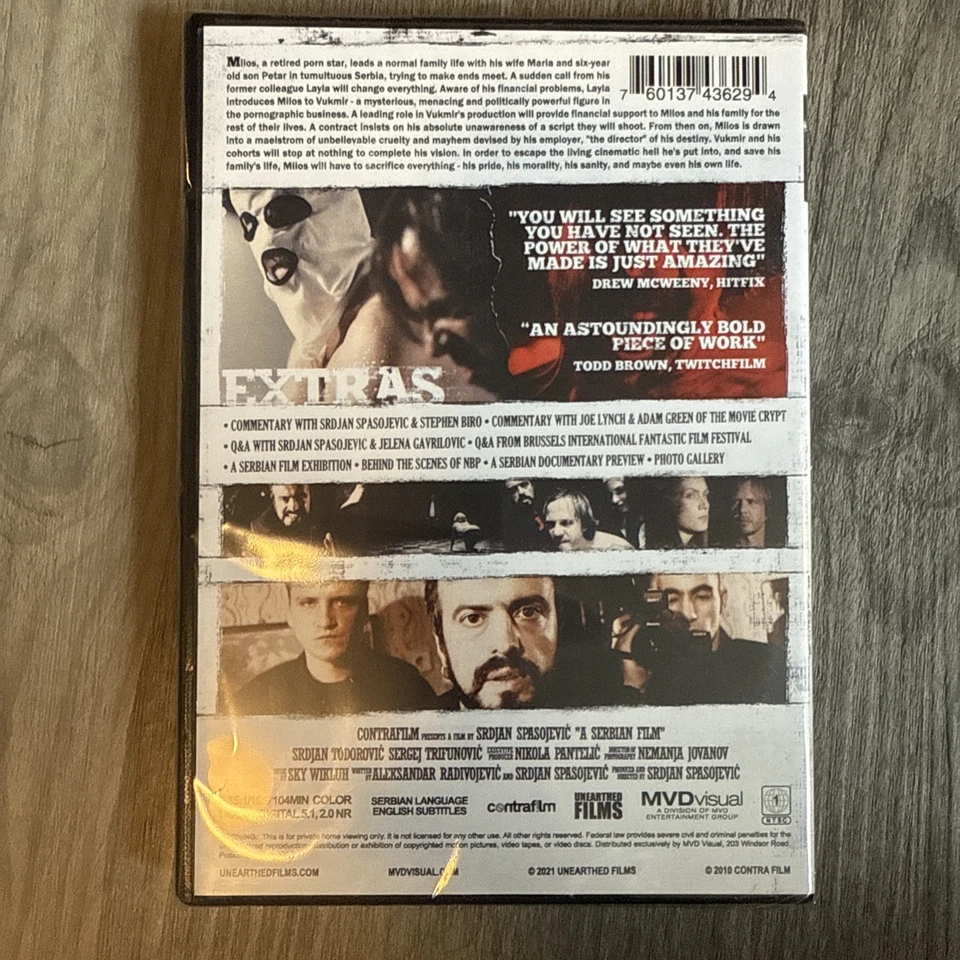 Milos, a retired porn star, leads a normal family life with his wife Maria and six-year
old son Petar in tumultuous Serbia, trying to make ends meet. A sudden call from his
former colleague Layla will change everything. Aware of his financial problems, Layla
introduces Milos to Vukmir - a mysterious, menacing and politically powerful figure in
the pornographic business. A leading role in Vukmir's production will provide financial support to Milos and his family for the
rest of their lives. A contract insists on his absolute unawareness of a script they will shoot. From then on, Milos is drawn
into a maelstrom of unbelievable cruelty and mayhem devised by his employer, "the director" of his destiny. Vukmir and his
cohorts will stop at nothing to complete his vision. In order to escape the living cinematic hell he's put into, and save his
family's life, Milos will have to sacrifice everything - his pride, his morality, his sanity, and maybe even his own life.
7 60137 43629 4
"YOU WILL SEE SOMETHING
YOU HAVE NOT SEEN. THE
POWER OF WHAT THEY'VE
MADE IS JUST AMAZING"
DREW MCWEENY, HITFIX
"AN ASTOUNDINGLY BOLD
PIECE OF WORK"
TODD BROWN, TWITCHFILM
EXTRAS
• COMMENTARY WITH SRDJAN SPASOJEVIC & STEPHEN BIRO • COMMENTARY WITH JOE LYNCH & ADAM GREEN OF THE MOVIE CRYPT
• Q&A WITH SRDJAN SPASOJEVIC & JELENA GAVRILOVIC • Q&A FROM BRUSSELS INTERNATIONAL FANTASTIC FILM FESTIVAL
• A SERBIAN FILM EXHIBITION • BEHIND THE SCENES OF NBP • A SERBIAN DOCUMENTARY PREVIEW • PHOTO GALLERY
CONTRAFILM PRESENTS A FILM BY SRDJAN SPASOJEVIĆ "A SERBIAN FILM"
SRDJAN TODOROVIĆ SERGEJ TRIFUNOVIĆ EXECUTIVE PRODUCER NIKOLA PANTELIĆ DIRECTOR OF PHOTOGRAPHY NEMANJA JOVANOV
SKY WIKLUH WRITTEN BY ALEKSANDAR RADIVOJEVIĆ AND SRDJAN SPASOJEVIĆ PRODUCED AND DIRECTED BY SRDJAN SPASOJEVIĆ
/104MIN COLOR
5.1, 2.0 NR
SERBIAN LANGUAGE
ENGLISH SUBTITLES
contrafilm
UNEARTHED
FILMS
MVDvisual
A DIVISION OF MVD
ENTERTAINMENT GROUP
1
NTSC
This is for private home viewing only. It is not licensed for any other use. All other rights reserved. Federal law provides severe civil and criminal penalties for the
reproduction, distribution or exhibition of copyrighted motion pictures, video tapes, or video discs. Distributed exclusively by MVD Visual, 203 Windsor Road,
UNEARTHEDFILMS.COM
MVDVISUAL.COM
© 2021 UNEARTHED FILMS
© 2010 CONTRA FILM